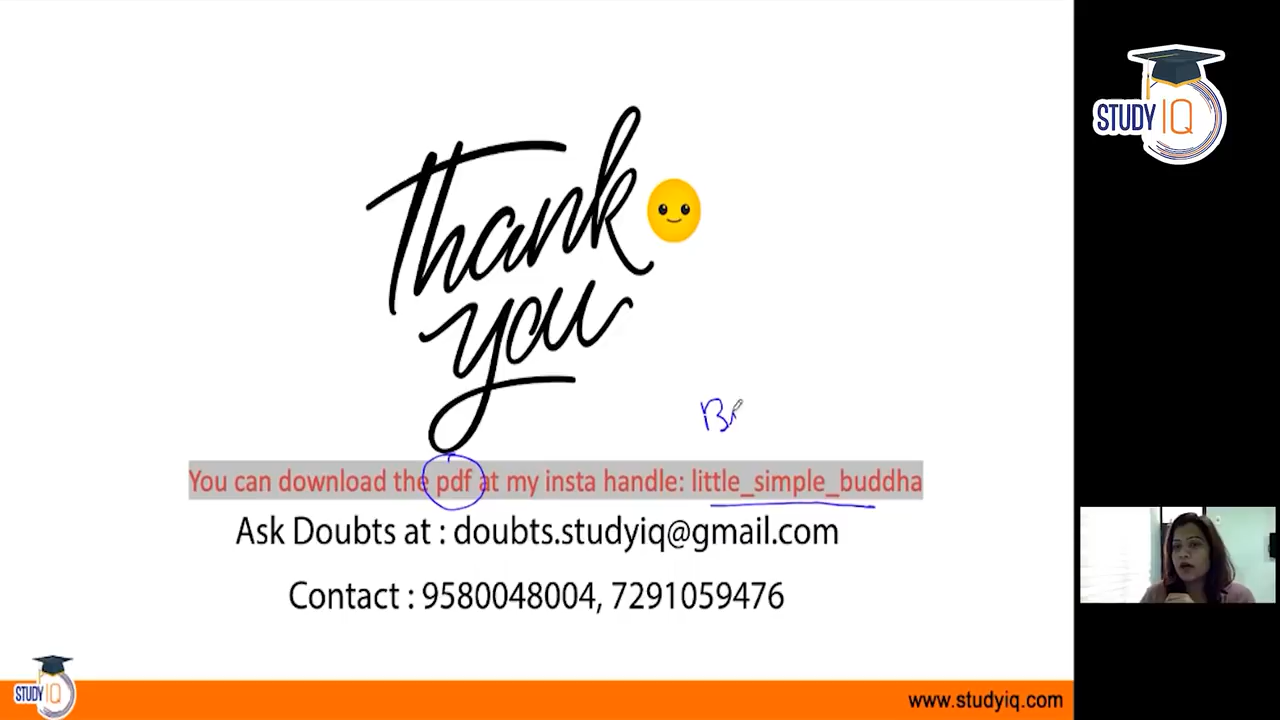 STUDY IQ
Thank
you
You can download the pdf at my insta handle: little_simple_buddha
Ask Doubts at : doubts.studyiq@gmail.com
Contact : 9580048004, 7291059476
STUDY IQ
www.studyiq.com